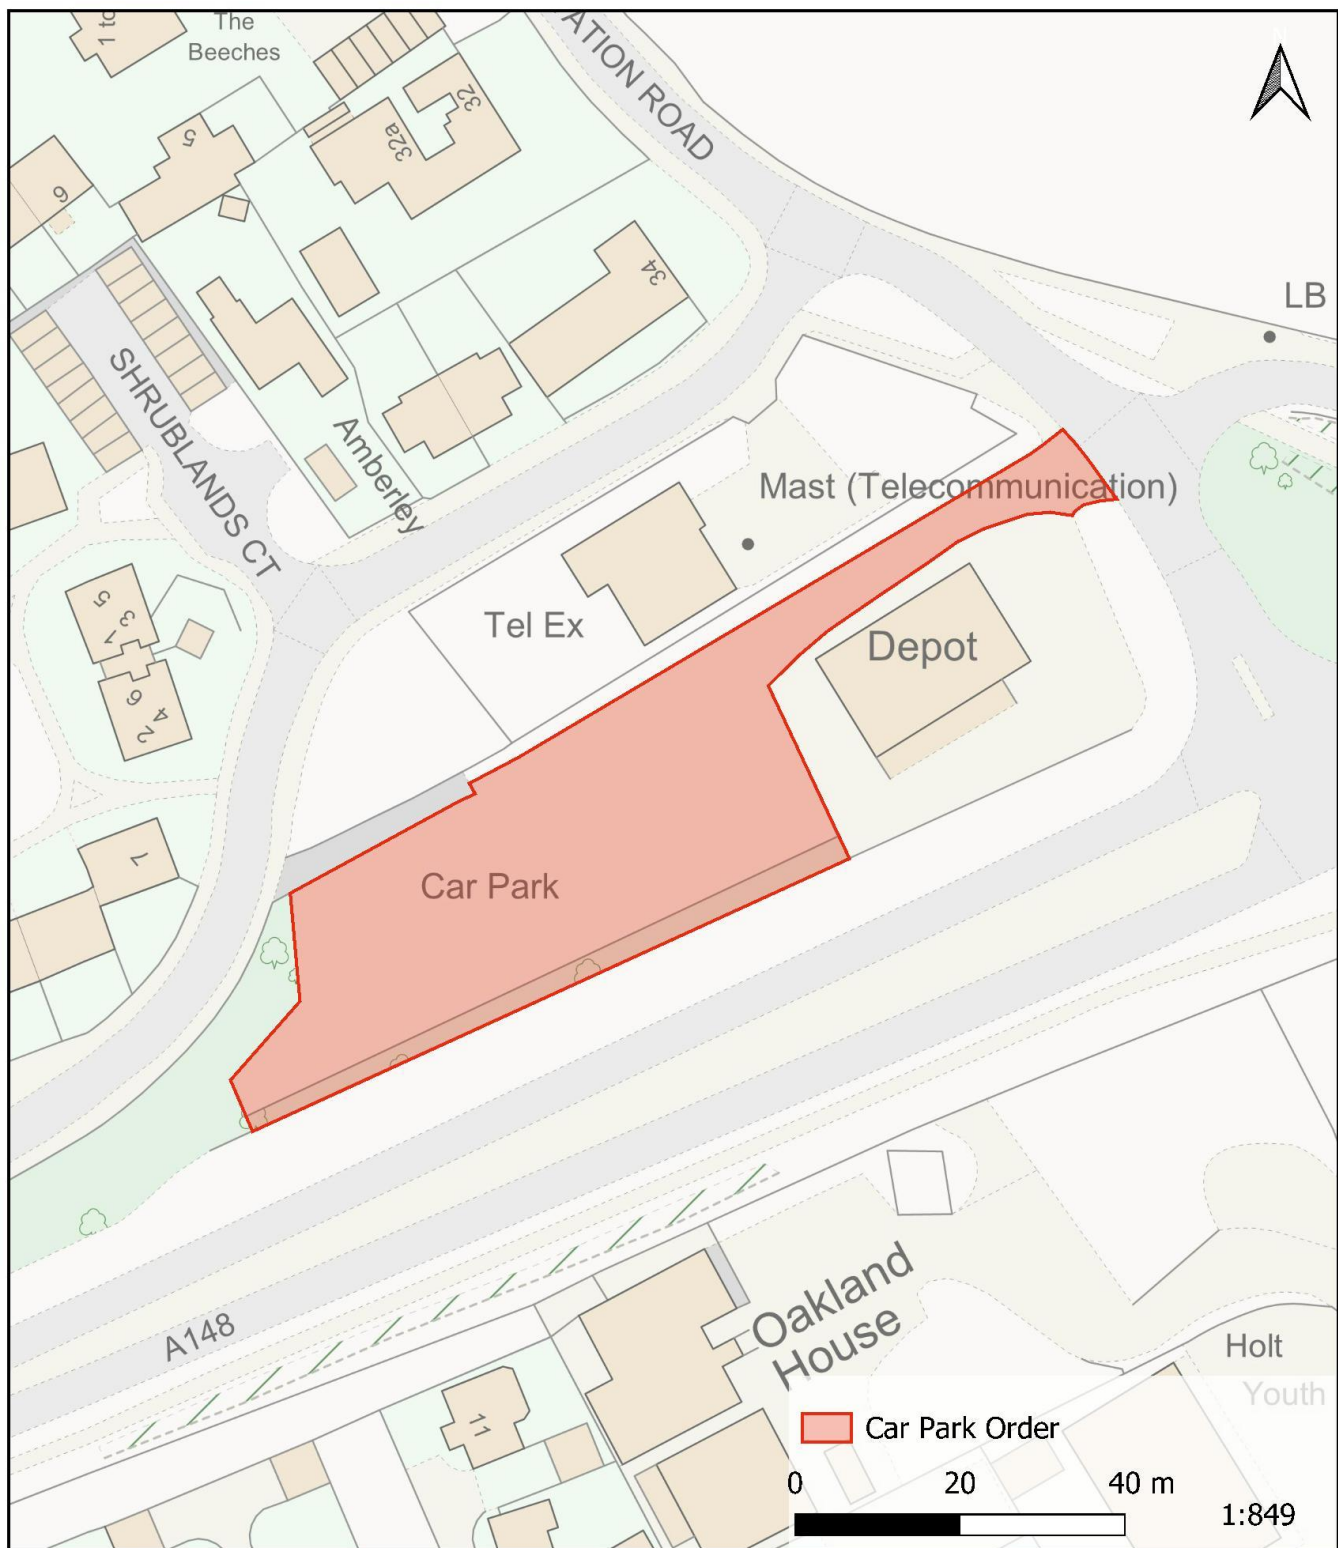 1 to
The
Beeches
ATION ROAD
N
32
32a
5
6
34
LB
SHRUBLANDS CT
Amberley
Mast (Telecommunication)
Tel Ex
Depot
5
3
1
6
4
2
7
Car Park
A148
Oakland
House
Holt
Youth
11
Car Park Order
0 20 40 m
1:849